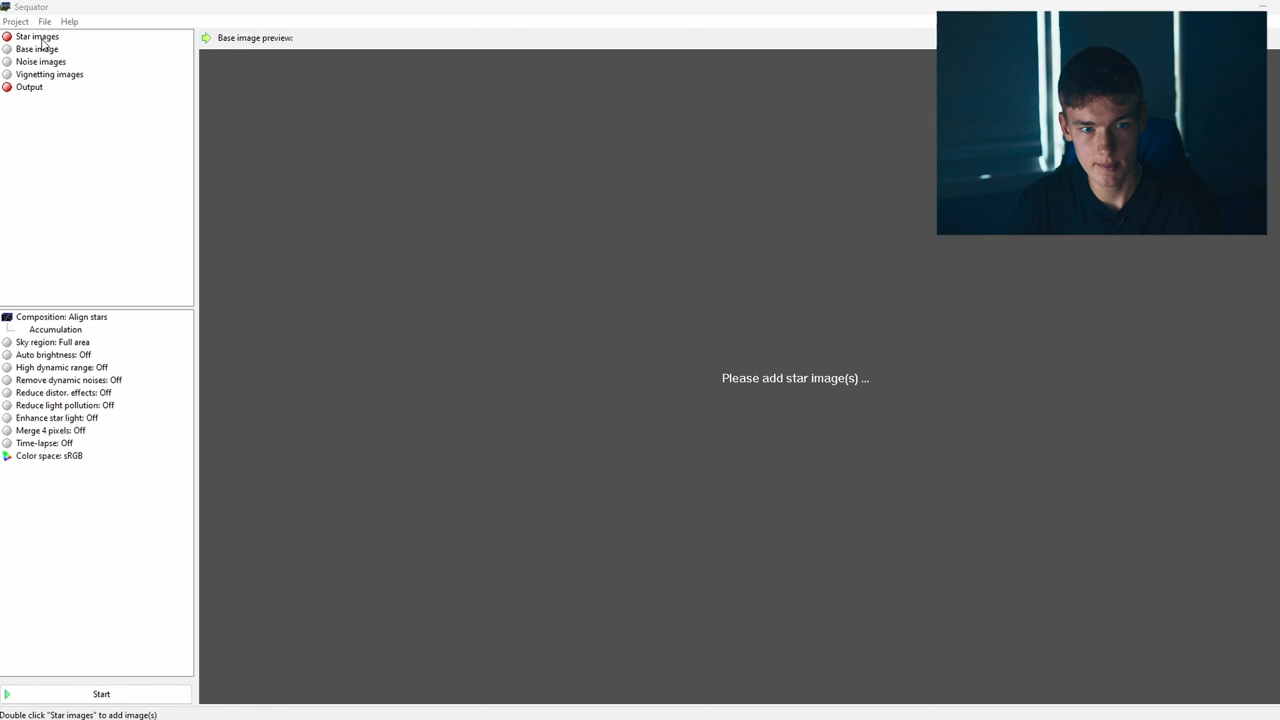 Sequator
Project File Help
Star images
Base image
Noise images
Vignetting images
Output
Base image preview:
Please add star image(s) ...
Composition: Align stars
Accumulation
Sky region: Full area
Auto brightness: Off
High dynamic range: Off
Remove dynamic noises: Off
Reduce distor. effects: Off
Reduce light pollution: Off
Enhance star light: Off
Merge 4 pixels: Off
Time-lapse: Off
Color space: sRGB
Start
Double click "Star images" to add image(s)